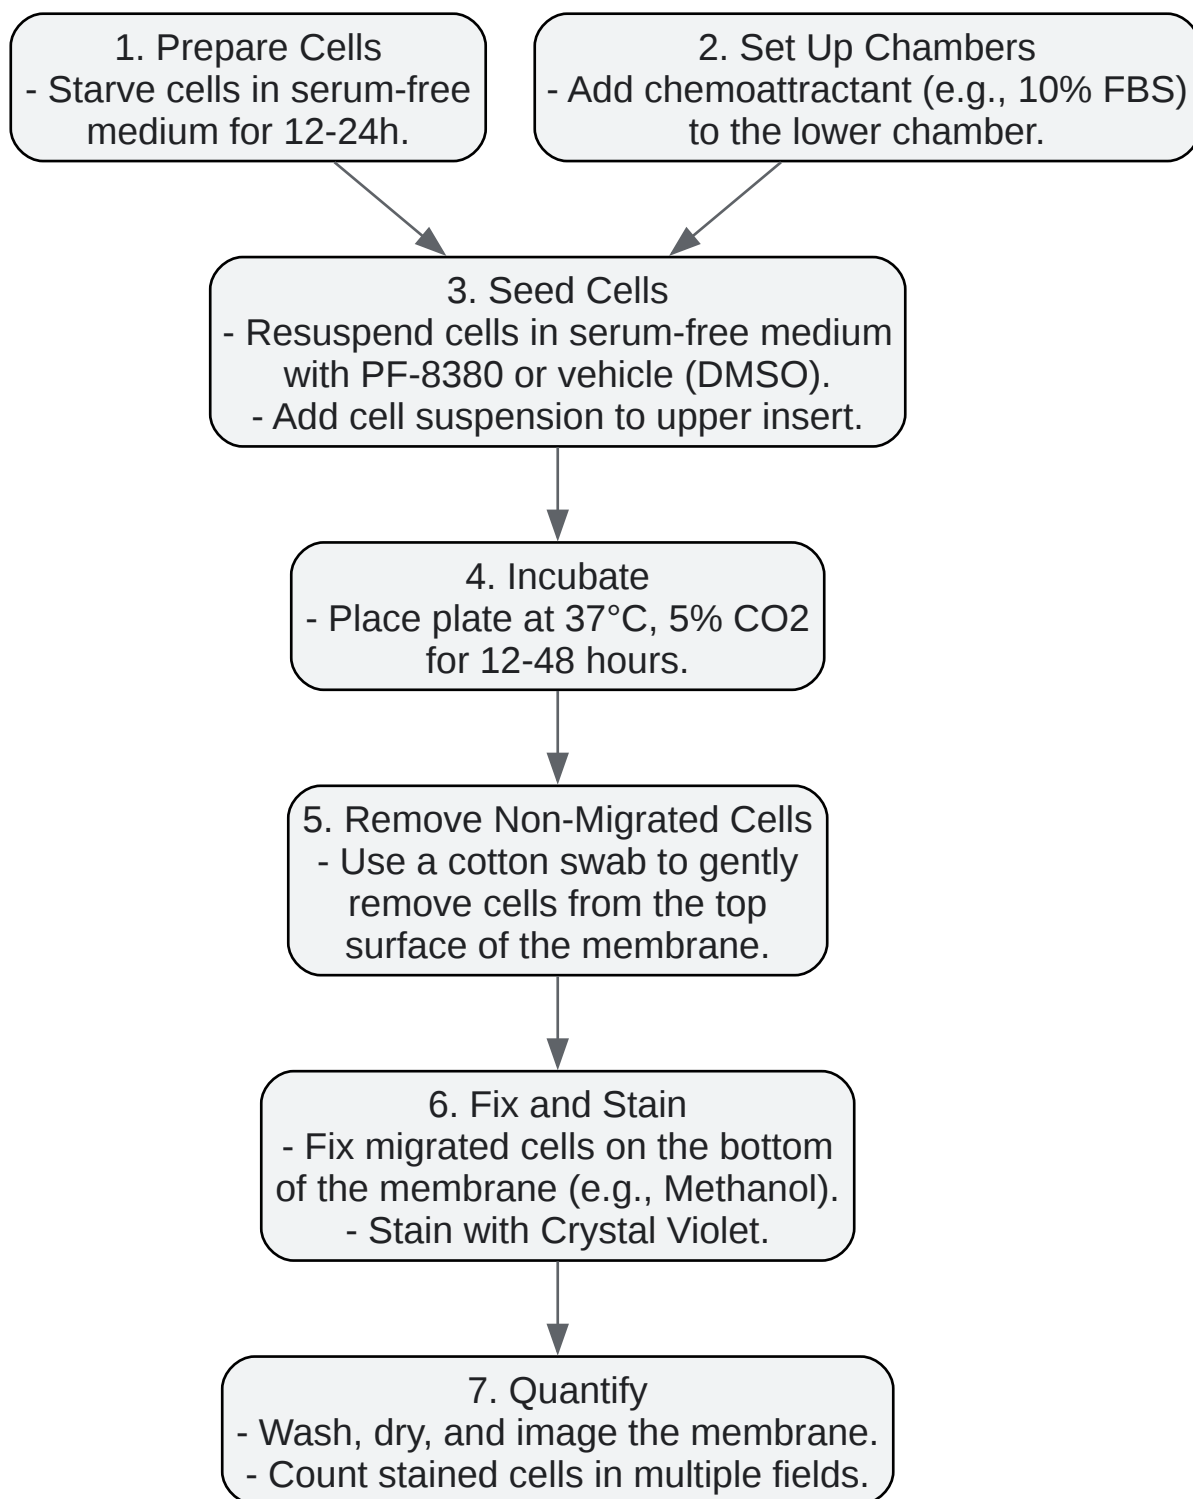 1. Prepare Cells
- Starve cells in serum-free
medium for 12-24h.
2. Set Up Chambers
- Add chemoattractant (e.g., 10% FBS)
to the lower chamber.
3. Seed Cells
- Resuspend cells in serum-free medium
with PF-8380 or vehicle (DMSO).
- Add cell suspension to upper insert.
4. Incubate
- Place plate at 37°C, 5% CO2
for 12-48 hours.
5. Remove Non-Migrated Cells
- Use a cotton swab to gently
remove cells from the top
surface of the membrane.
6. Fix and Stain
- Fix migrated cells on the bottom
of the membrane (e.g., Methanol).
- Stain with Crystal Violet.
7. Quantify
- Wash, dry, and image the membrane.
- Count stained cells in multiple fields.